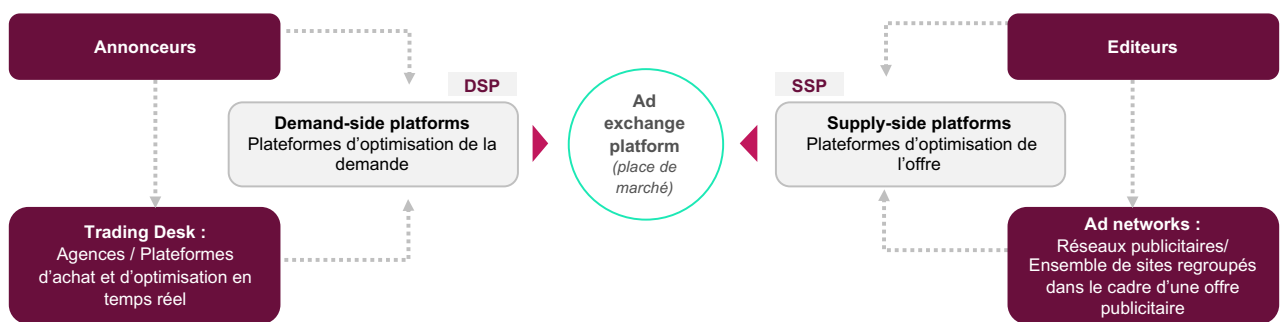 Annonceurs
DSP
Demand-side platforms
Plateformes d’optimisation de la
demande
Trading Desk :
Agences / Plateformes
d’achat et d’optimisation en
temps réel
Ad
exchange
platform
(place de
marché)
Editeurs
SSP
Supply-side platforms
Plateformes d’optimisation de
l’offre
Ad networks :
Réseaux publicitaires/
Ensemble de sites regroupés
dans le cadre d’une offre
publicitaire